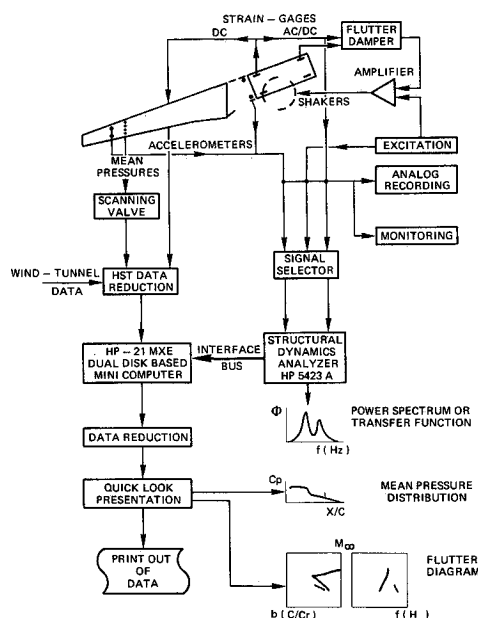 STRAIN - GAGES
DC AC/DC
FLUTTER
DAMPER
AMPLIFIER
SHAKERS
ACCELEROMETERS
EXCITATION
MEAN
PRESSURES
ANALOG
RECORDING
SCANNING
VALVE
MONITORING
SIGNAL
SELECTOR
WIND - TUNNEL
DATA
HST DATA
REDUCTION
HP - 21 MXE
DUAL DISK BASED
MINI COMPUTER
INTERFACE
BUS
STRUCTURAL
DYNAMICS
ANALYZER
HP 5423 A
Φ
f ( Hz )
POWER SPECTRUM OR
TRANSFER FUNCTION
DATA REDUCTION
QUICK LOOK
PRESENTATION
Cp
X/C
MEAN PRESSURE
DISTRIBUTION
PRINT OUT
OF
DATA
M∞
b (C/Cr)
f ( H
FLUTTER
DIAGRAM